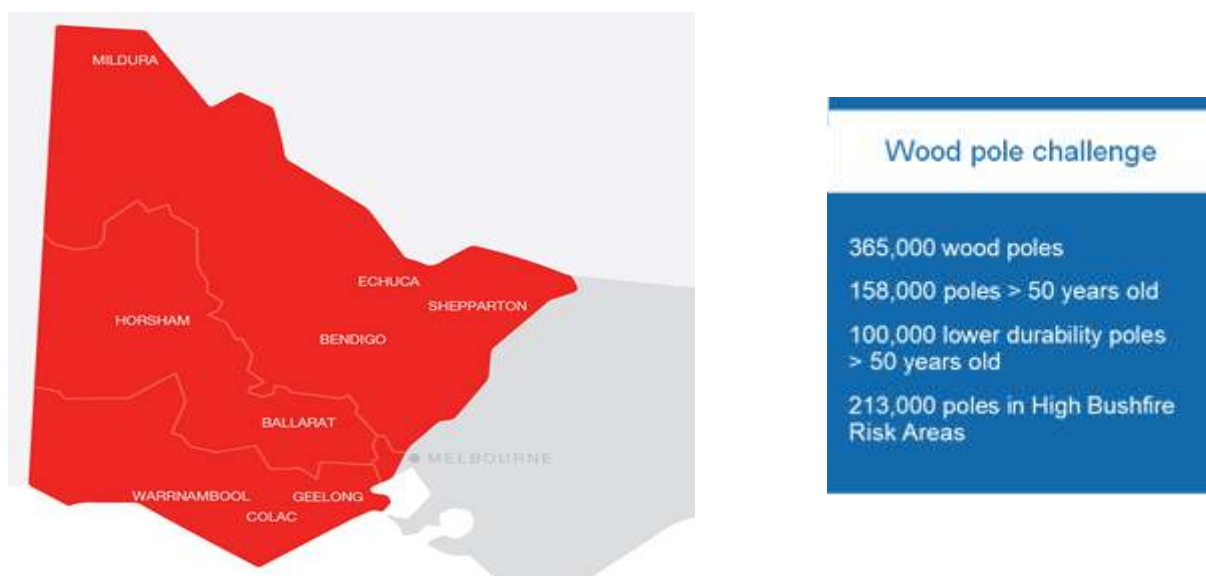 MILDURA
ECHUCA
SHEPPARTON
HORSHAM
BENDIGO
BALLARAT
MELBOURNE
WARRNAMBOOL
GEELONG
COLAC
Wood pole challenge
365,000 wood poles
158,000 poles > 50 years old
100,000 lower durability poles
> 50 years old
213,000 poles in High Bushfire
Risk Areas